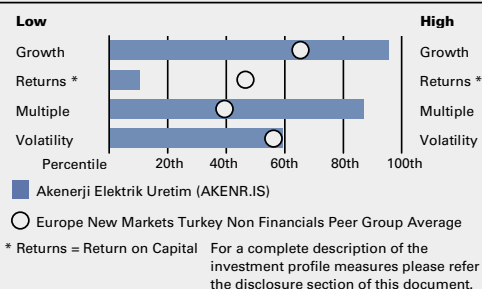 Low High
Growth Growth
Returns * Returns *
Multiple Multiple
Volatility Volatility
Percentile 20th 40th 60th 80th 100th
Akenerji Elektrik Uretim (AKENR.IS)
Europe New Markets Turkey Non Financials Peer Group Average
* Returns = Return on Capital For a complete description of the
investment profile measures please refer
the disclosure section of this document.